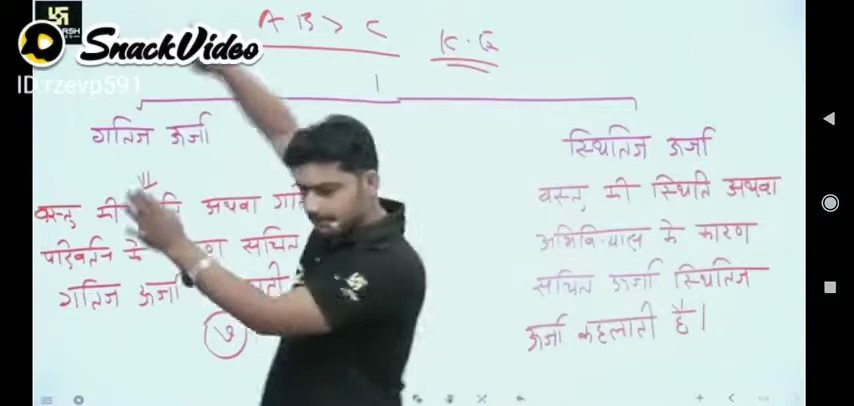 A B > C
K.G
SnackVideo
ID:rzevp591
गतिज ऊर्जा
स्थितिज ऊर्जा
वस्तु की अथवा
परिवर्तन के संचित
गतिज ऊर्जा
वस्तु की स्थिति अथवा
अभिविन्यास के कारण
संचित ऊर्जा स्थितिज
ऊर्जा कहलाती है।